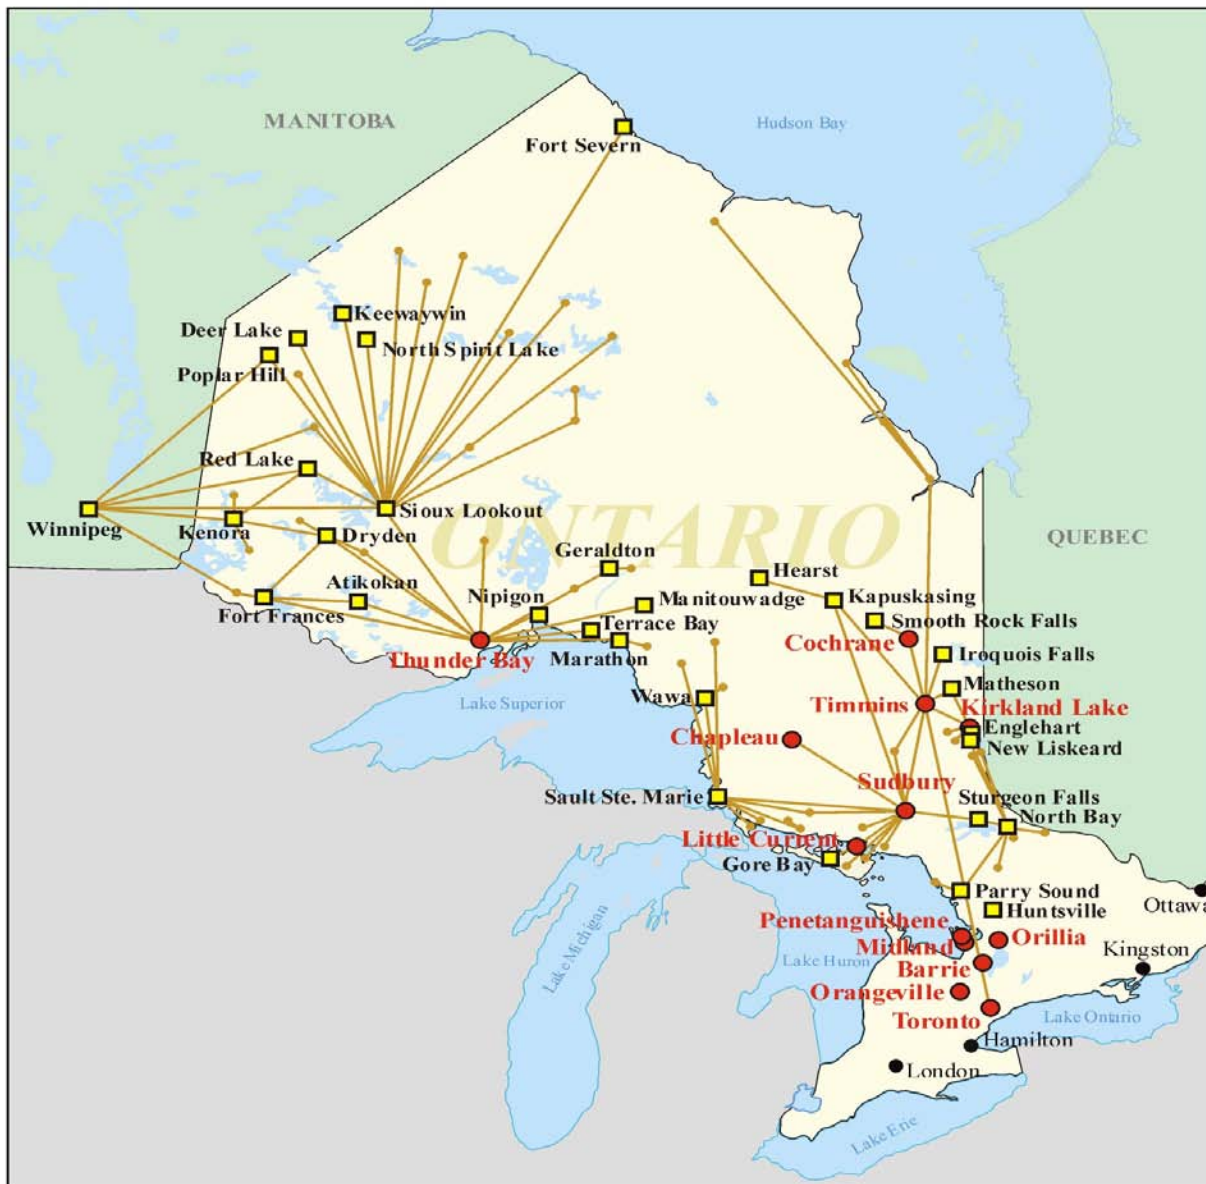 MANITOBA
Hudson Bay
Fort Severn
Keewaywin
Deer Lake
North Spirit Lake
Poplar Hill
Red Lake
Sioux Lookout
Winnipeg
Kenora
Dryden
ONTARIO
QUEBEC
Geraldton
Hearst
Atikokan
Fort Frances
Nipigon
Manitouwadge
Kapuskasing
Smooth Rock Falls
Terrace Bay
Cochrane
Thunder Bay
Marathon
Iroquois Falls
Matheson
Wawa
Lake Superior
Timmins
Kirkland Lake
Englehart
Chapleau
New Liskeard
Sudbury
Sault Ste. Marie
Sturgeon Falls
North Bay
Little Current
Gore Bay
Parry Sound
Ottawa
Huntsville
Penetanguishene
Midland
Orillia
Lake Michigan
Lake Huron
Barrie
Kingston
Orangeville
Toronto
Lake Ontario
Hamilton
London
Lake Erie